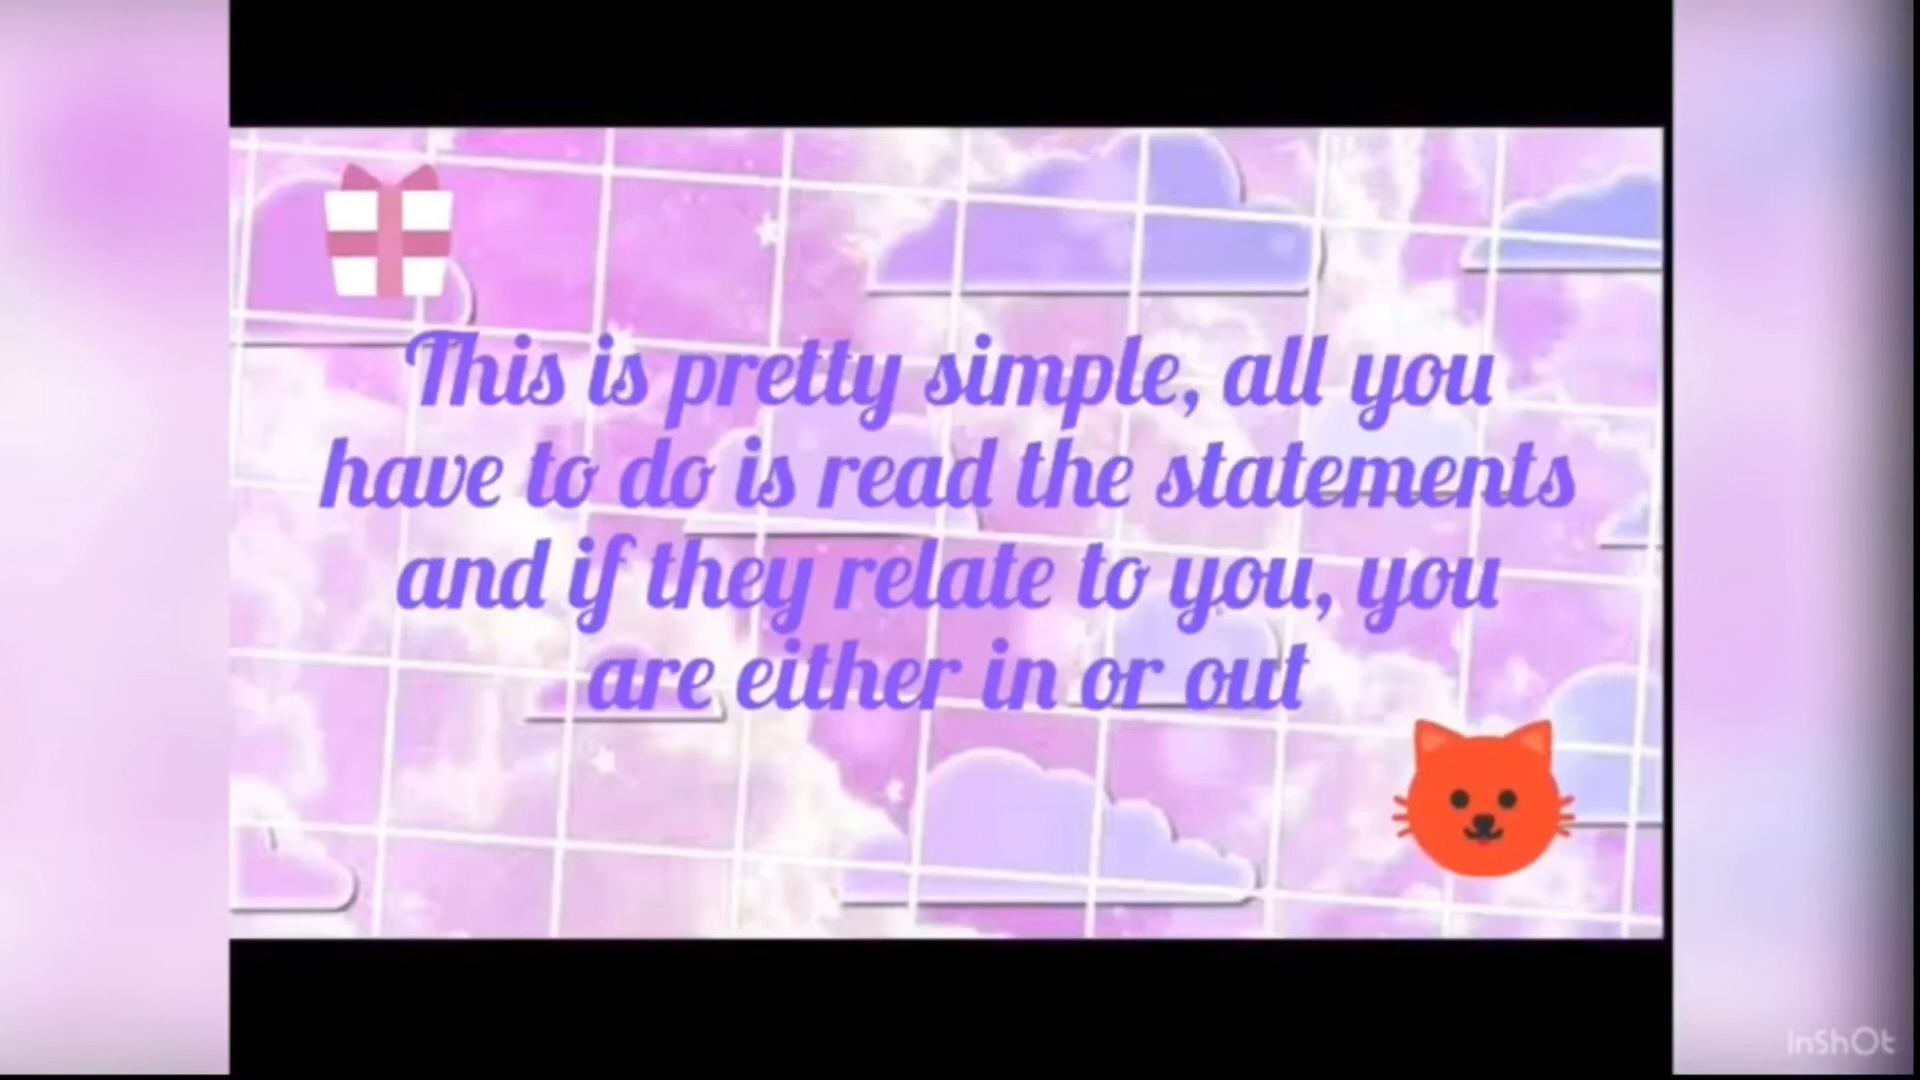 This is pretty simple, all you
have to do is read the statements
and if they relate to you, you
are either in or out
InShOt